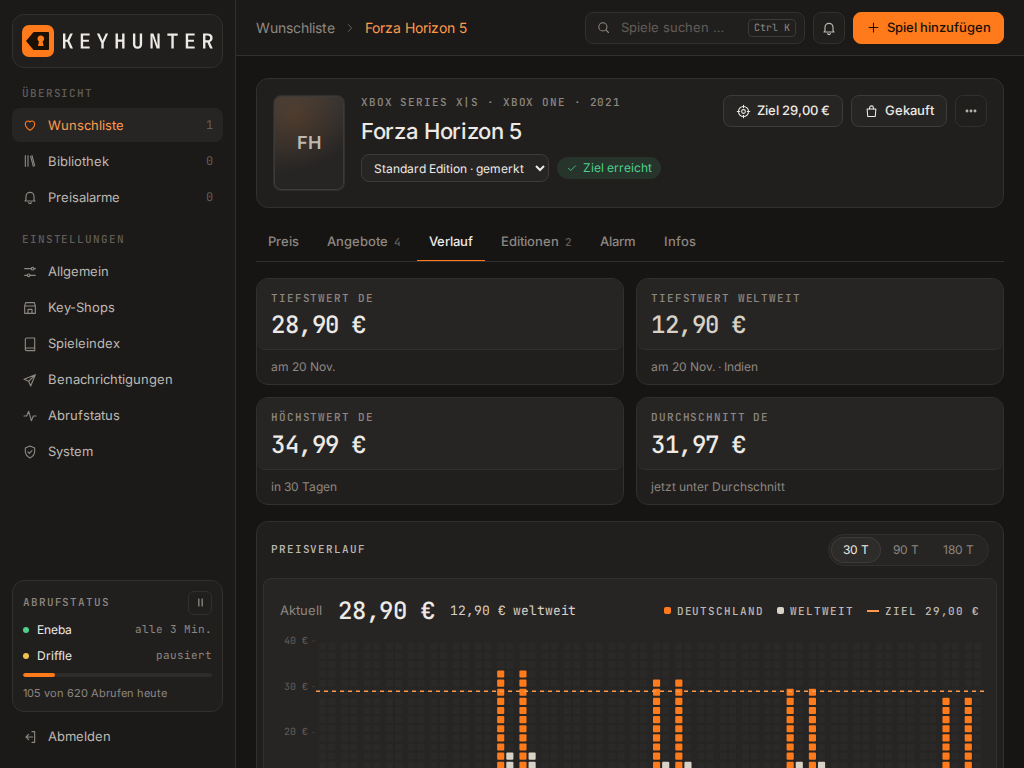 KEYHUNTER
ÜBERSICHT
Wunschliste 1
Bibliothek 0
Preisalarme 0
EINSTELLUNGEN
Allgemein
Key-Shops
Spieleindex
Benachrichtigungen
Abrufstatus
System
ABRUFSTATUS
Eneba alle 3 Min.
Driffle pausiert
105 von 620 Abrufen heute
Abmelden
Wunschliste Forza Horizon 5
Spiele suchen ... Ctrl K
Spiel hinzufügen
FH
XBOX SERIES X|S · XBOX ONE · 2021
Forza Horizon 5
Standard Edition · gemerkt
Ziel erreicht
Ziel 29,00 €
Gekauft
Preis Angebote 4 Verlauf Editionen 2 Alarm Infos
TIEFSTWERT DE
28,90 €
am 20 Nov.
TIEFSTWERT WELTWEIT
12,90 €
am 20 Nov. · Indien
HÖCHSTWERT DE
34,99 €
in 30 Tagen
DURCHSCHNITT DE
31,97 €
jetzt unter Durchschnitt
PREISVERLAUF
30 T 90 T 180 T
Aktuell 28,90 € 12,90 € weltweit
DEUTSCHLAND WELTWEIT ZIEL 29,00 €
40 €
30 €
20 €